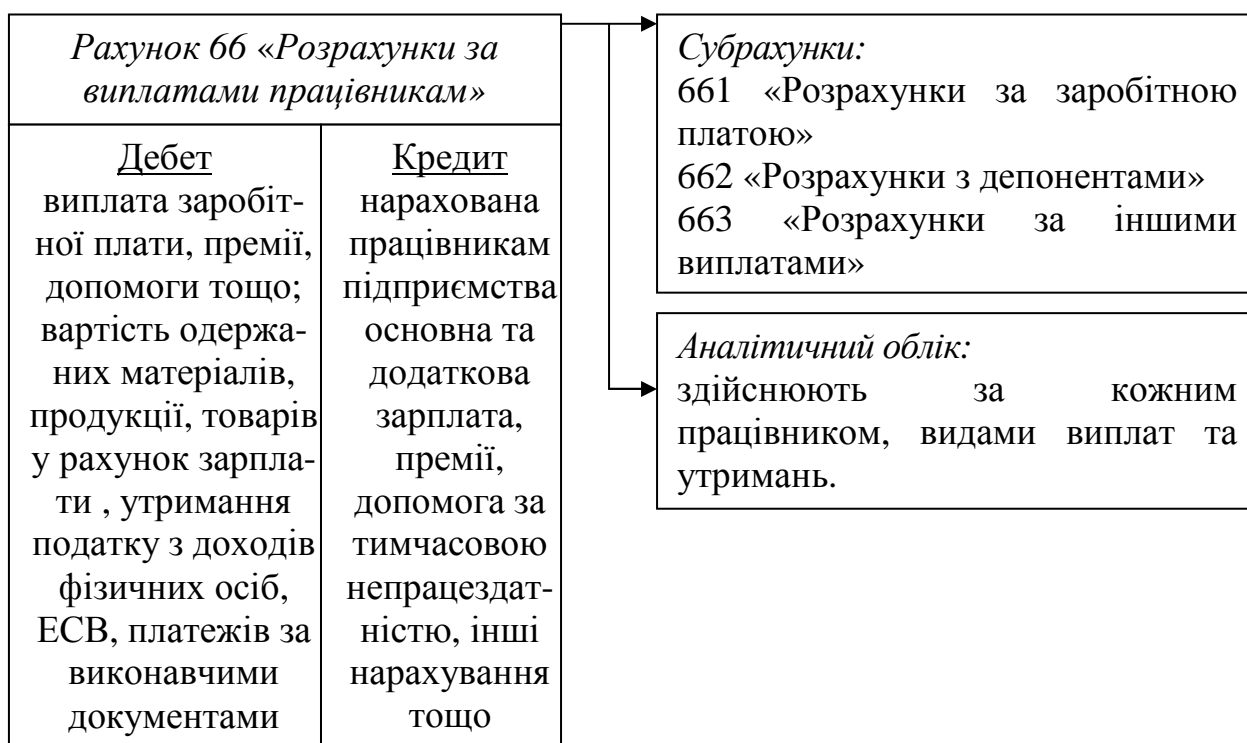 Рахунок 66 «Розрахунки за
виплатами працівникам»
Дебет
виплата заробіт-
ної плати, премії,
допомоги тощо;
вартість одержа-
них матеріалів,
продукції, товарів
у рахунок зарпла-
ти , утримання
податку з доходів
фізичних осіб,
ЕСВ, платежів за
виконавчими
документами
Кредит
нарахована
працівникам
підприємства
основна та
додаткова
зарплата,
премії,
допомога за
тимчасовою
непрацездат-
ністю, інші
нарахування
тощо
Субрахунки:
661 «Розрахунки за заробітною
платою»
662 «Розрахунки з депонентами»
663 «Розрахунки за іншими
виплатами»
Аналітичний облік:
здійснюють за кожним
працівником, видами виплат та
утримань.